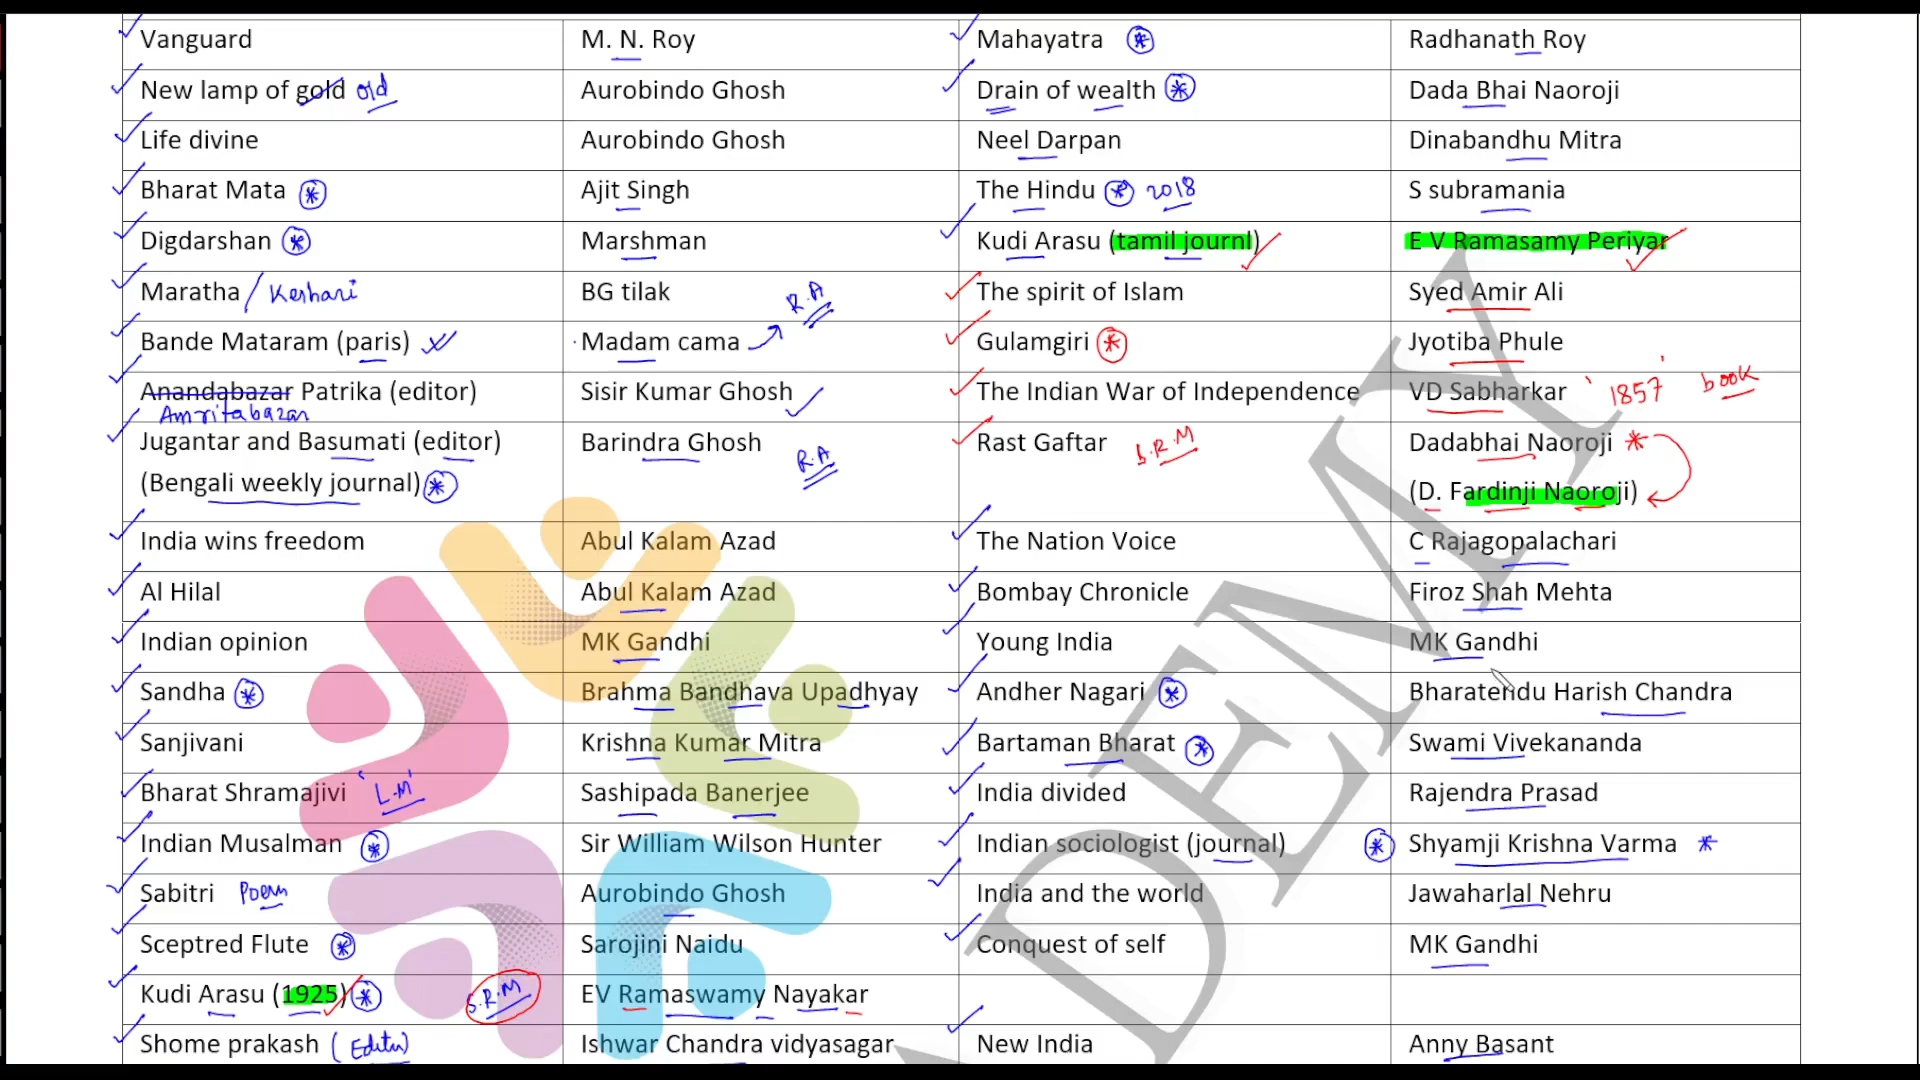 Vanguard M. N. Roy Mahayatra Radhanath Roy
New lamp of gold old Aurobindo Ghosh Drain of wealth Dada Bhai Naoroji
Life divine Aurobindo Ghosh Neel Darpan Dinabandhu Mitra
Bharat Mata Ajit Singh The Hindu 2018 S subramania
Digdarshan Marshman Kudi Arasu (tamil journl) E V Ramasamy Periyar
Maratha / Keshari BG tilak R.A The spirit of Islam Syed Amir Ali
Bande Mataram (paris) Madam cama Gulamgiri Jyotiba Phule
Anandabazar Patrika (editor) Sisir Kumar Ghosh The Indian War of Independence VD Sabharkar '1857' book
Amritabazar
Jugantar and Basumati (editor) Barindra Ghosh R.A Rast Gaftar S.R.M Dadabhai Naoroji
(Bengali weekly journal) (D. Fardinji Naoroji)
India wins freedom Abul Kalam Azad The Nation Voice C Rajagopalachari
Al Hilal Abul Kalam Azad Bombay Chronicle Firoz Shah Mehta
Indian opinion MK Gandhi Young India MK Gandhi
Sandha Brahma Bandhava Upadhyay Andher Nagari Bharatendu Harish Chandra
Sanjivani Krishna Kumar Mitra Bartaman Bharat Swami Vivekananda
Bharat Shramajivi 'L.M' Sashipada Banerjee India divided Rajendra Prasad
Indian Musalman Sir William Wilson Hunter Indian sociologist (journal) Shyamji Krishna Varma
Sabitri Poem Aurobindo Ghosh India and the world Jawaharlal Nehru
Sceptred Flute Sarojini Naidu Conquest of self MK Gandhi
Kudi Arasu (1925) S.R.M EV Ramaswamy Nayakar
Shome prakash (Editor) Ishwar Chandra vidyasagar New India Anny Basant
DEMY